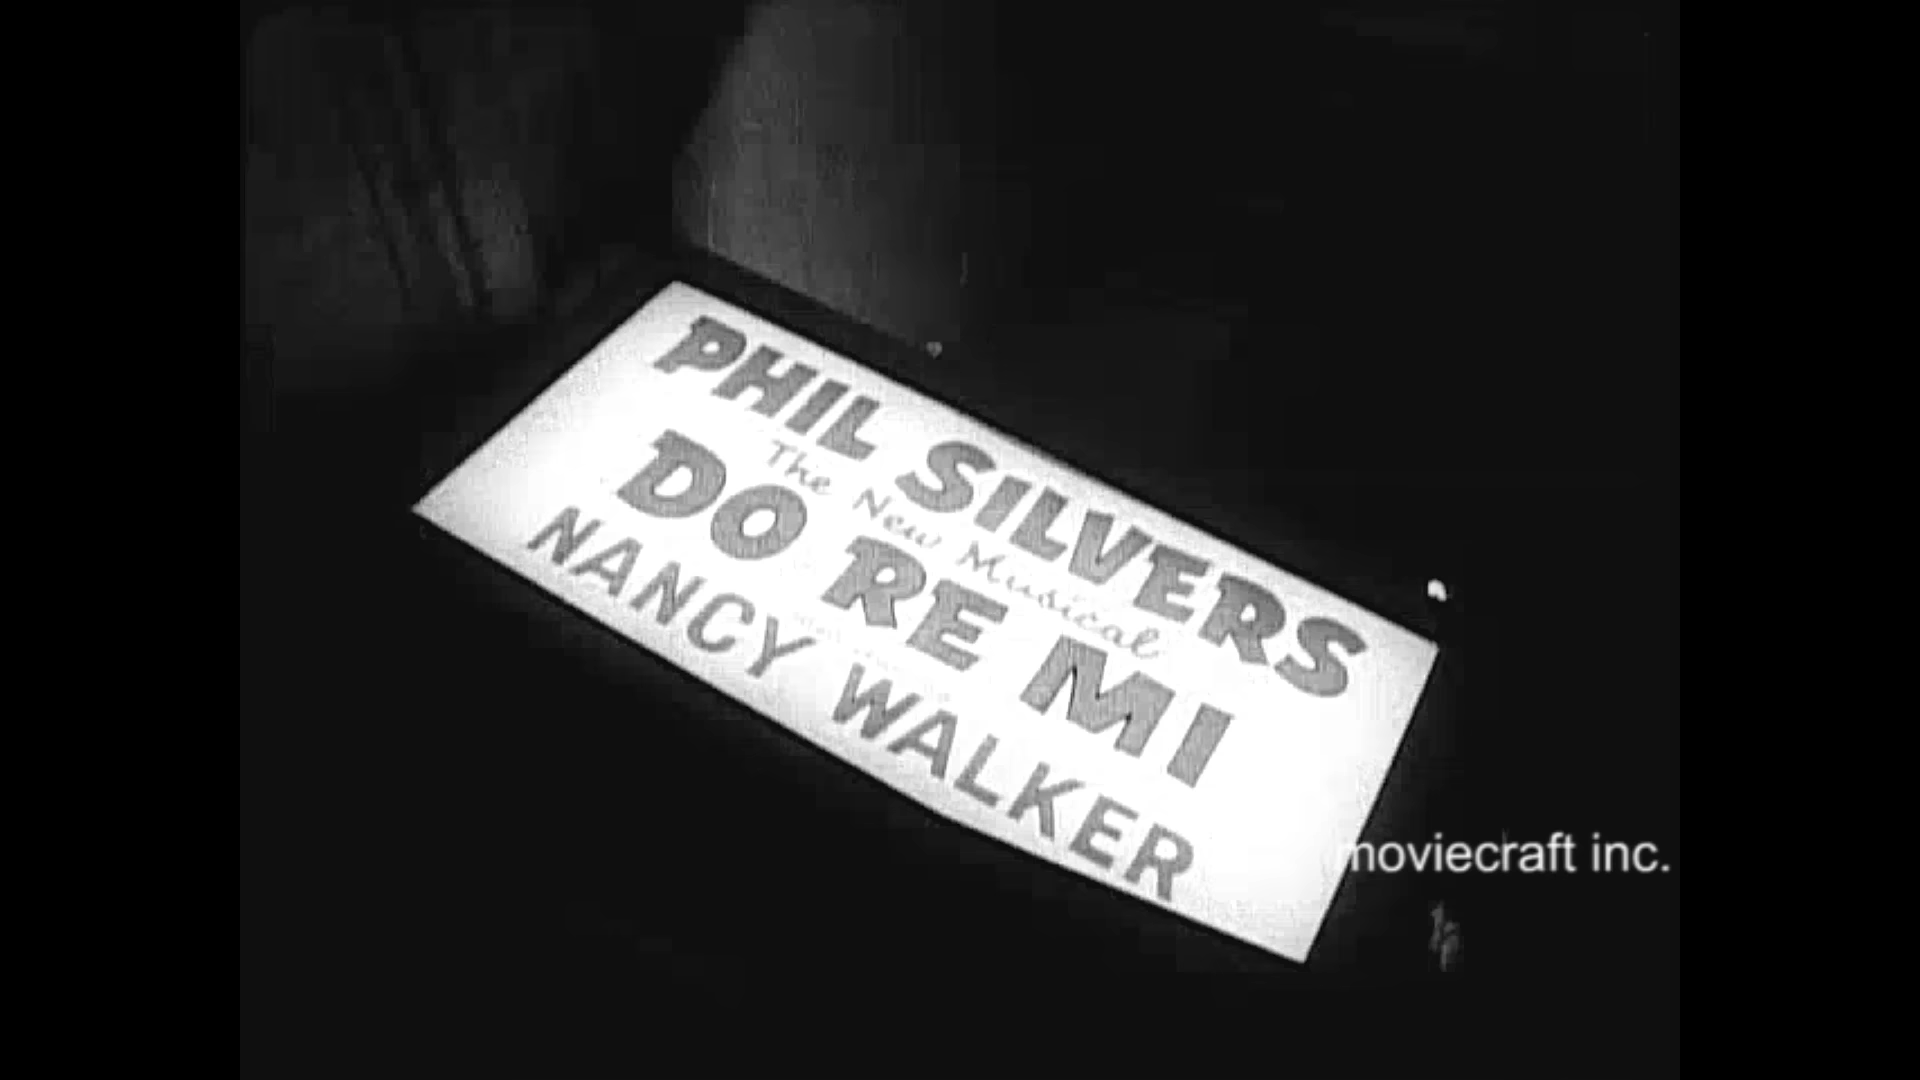 PHIL SILVERS
The New Musical
DO RE MI
NANCY WALKER
moviecraft inc.